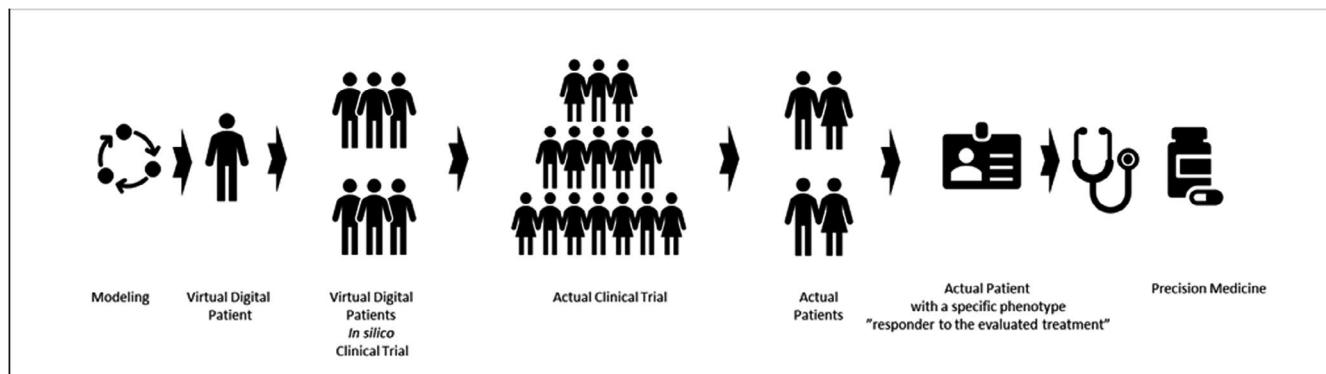 Modeling
Virtual Digital
Patient
Virtual Digital
Patients
In silico
Clinical Trial
Actual Clinical Trial
Actual
Patients
Actual Patient
with a specific phenotype
”responder to the evaluated treatment”
Precision Medicine